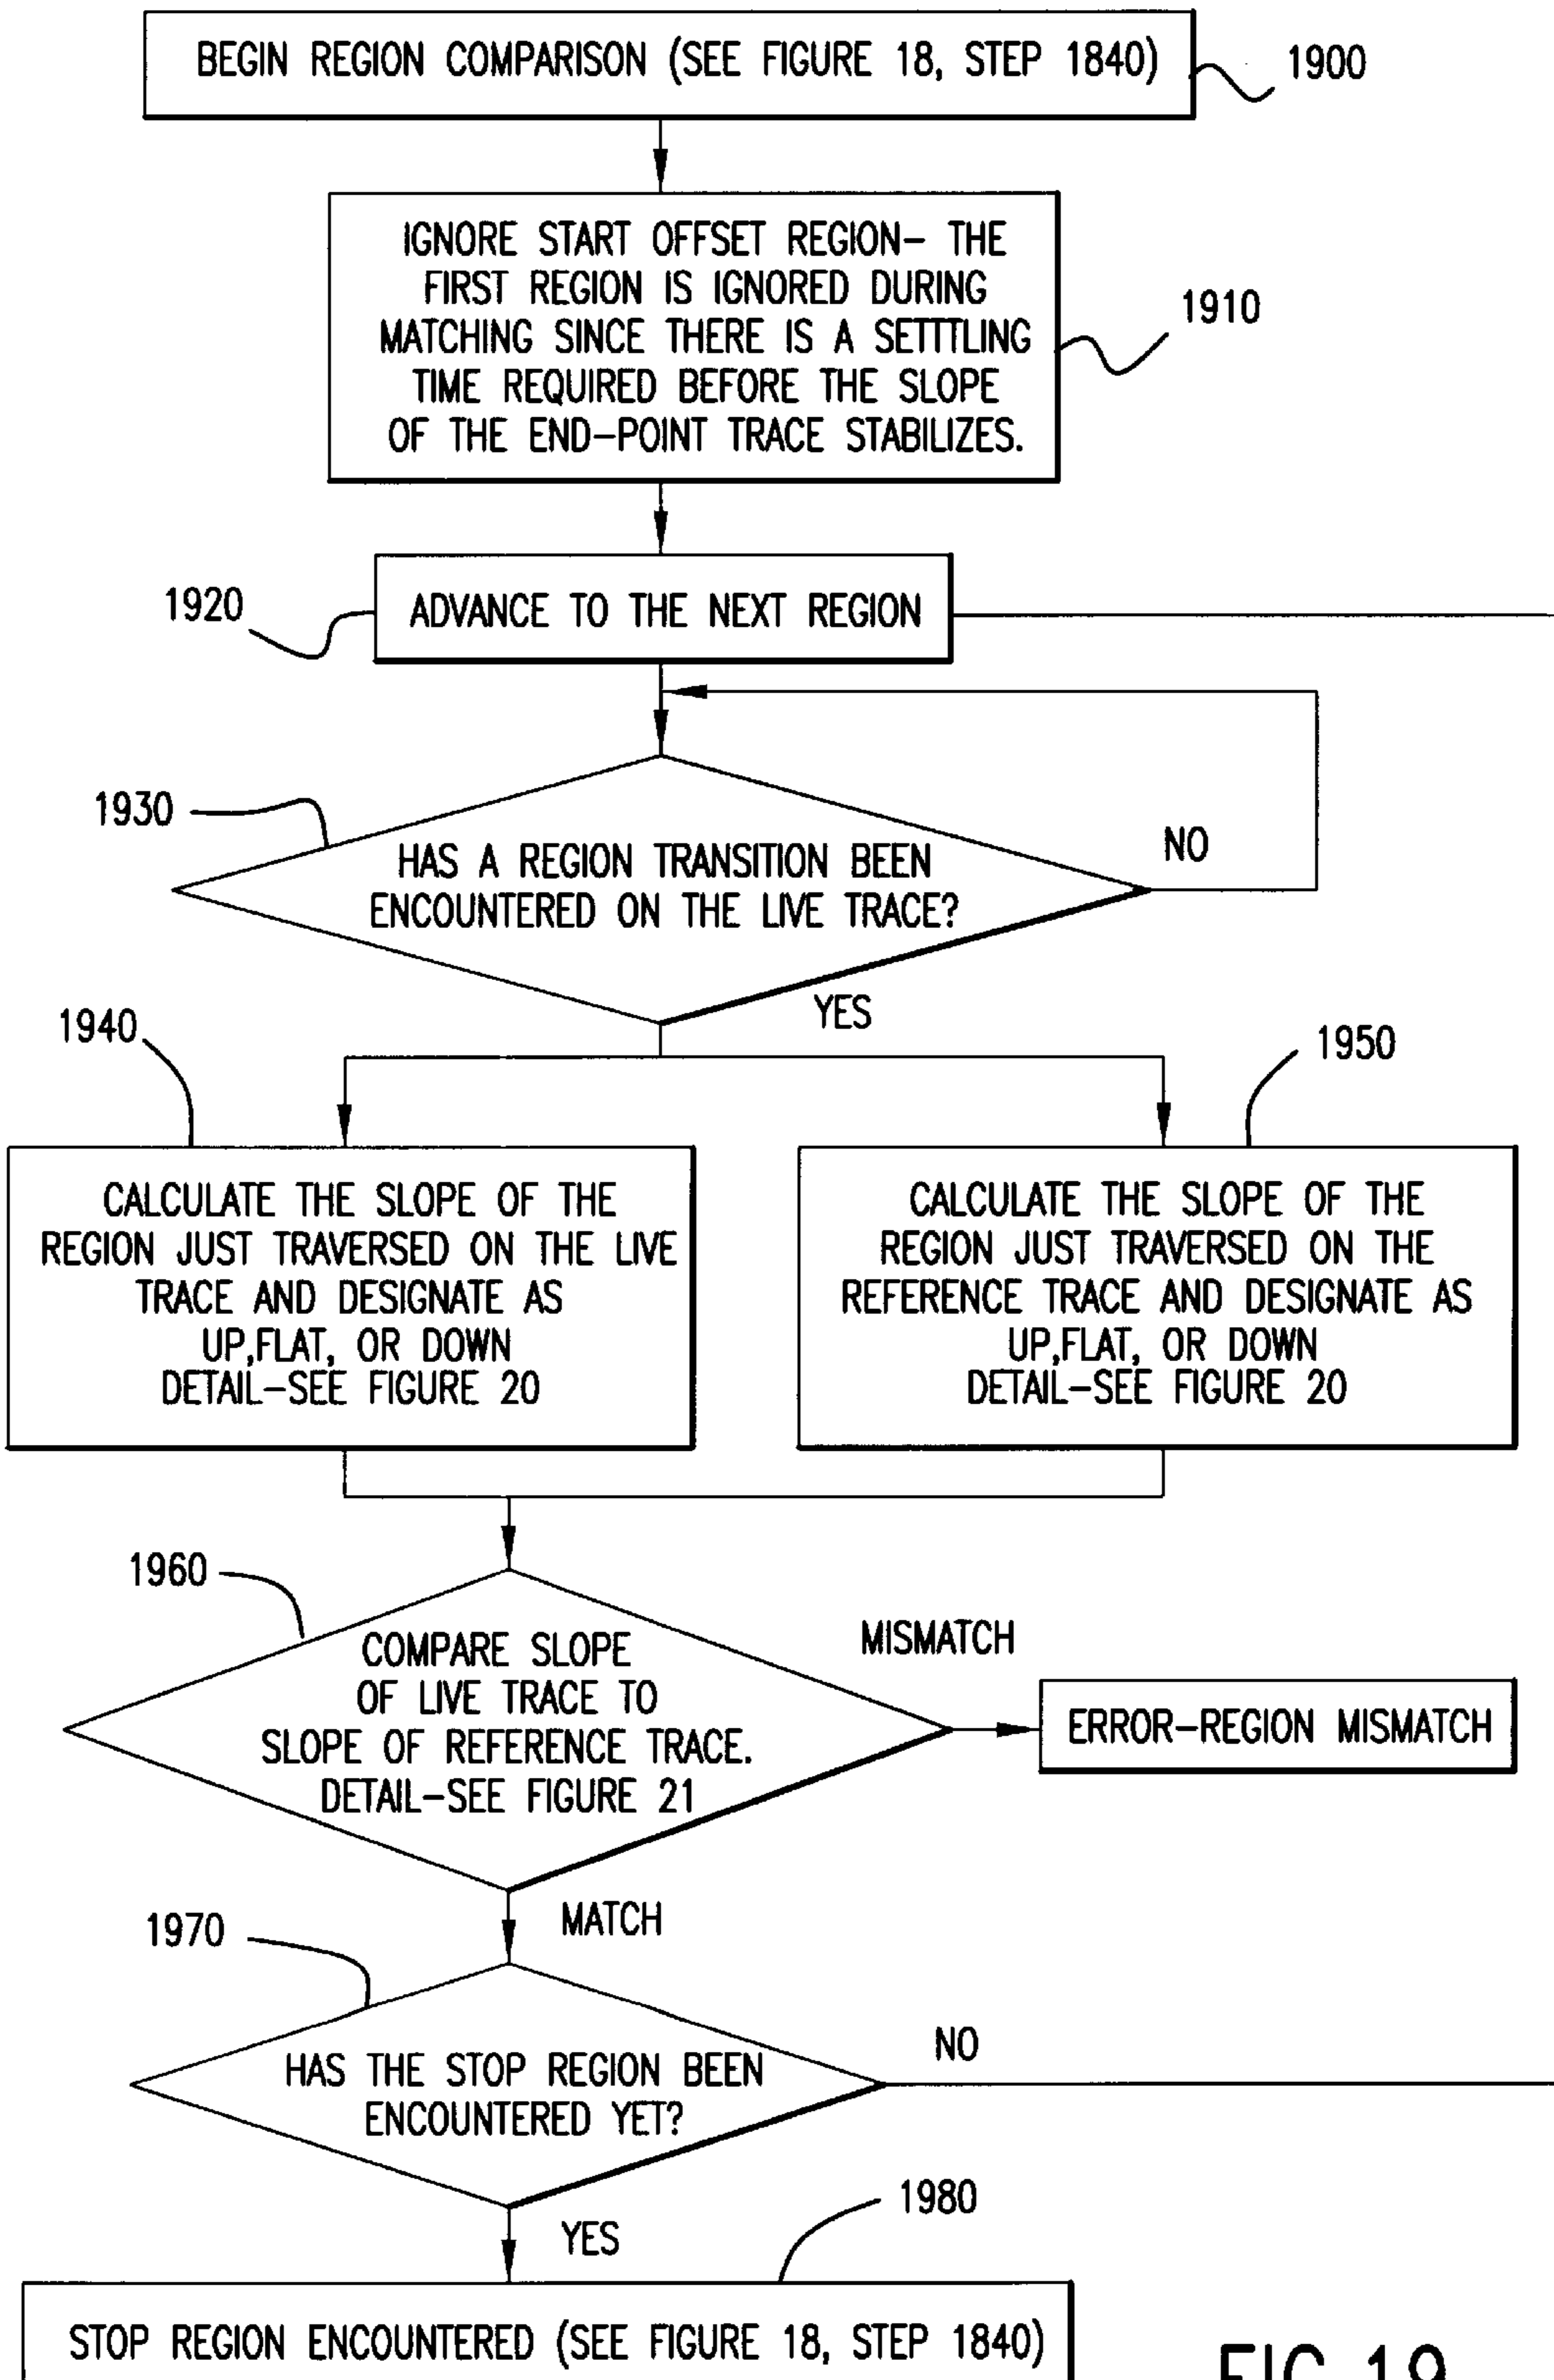 BEGIN REGION COMPARISON (SEE FIGURE 18, STEP 1840)
1900
IGNORE START OFFSET REGION– THE
FIRST REGION IS IGNORED DURING
MATCHING SINCE THERE IS A SETTTLING
TIME REQUIRED BEFORE THE SLOPE
OF THE END–POINT TRACE STABILIZES.
1910
1920
ADVANCE TO THE NEXT REGION
1930
HAS A REGION TRANSITION BEEN
ENCOUNTERED ON THE LIVE TRACE?
NO
YES
1940
1950
CALCULATE THE SLOPE OF THE
REGION JUST TRAVERSED ON THE LIVE
TRACE AND DESIGNATE AS
UP,FLAT, OR DOWN
DETAIL–SEE FIGURE 20
CALCULATE THE SLOPE OF THE
REGION JUST TRAVERSED ON THE
REFERENCE TRACE AND DESIGNATE AS
UP,FLAT, OR DOWN
DETAIL–SEE FIGURE 20
1960
COMPARE SLOPE
OF LIVE TRACE TO
SLOPE OF REFERENCE TRACE.
DETAIL–SEE FIGURE 21
MISMATCH
ERROR–REGION MISMATCH
MATCH
1970
HAS THE STOP REGION BEEN
ENCOUNTERED YET?
NO
YES
1980
STOP REGION ENCOUNTERED (SEE FIGURE 18, STEP 1840)
FIG.19